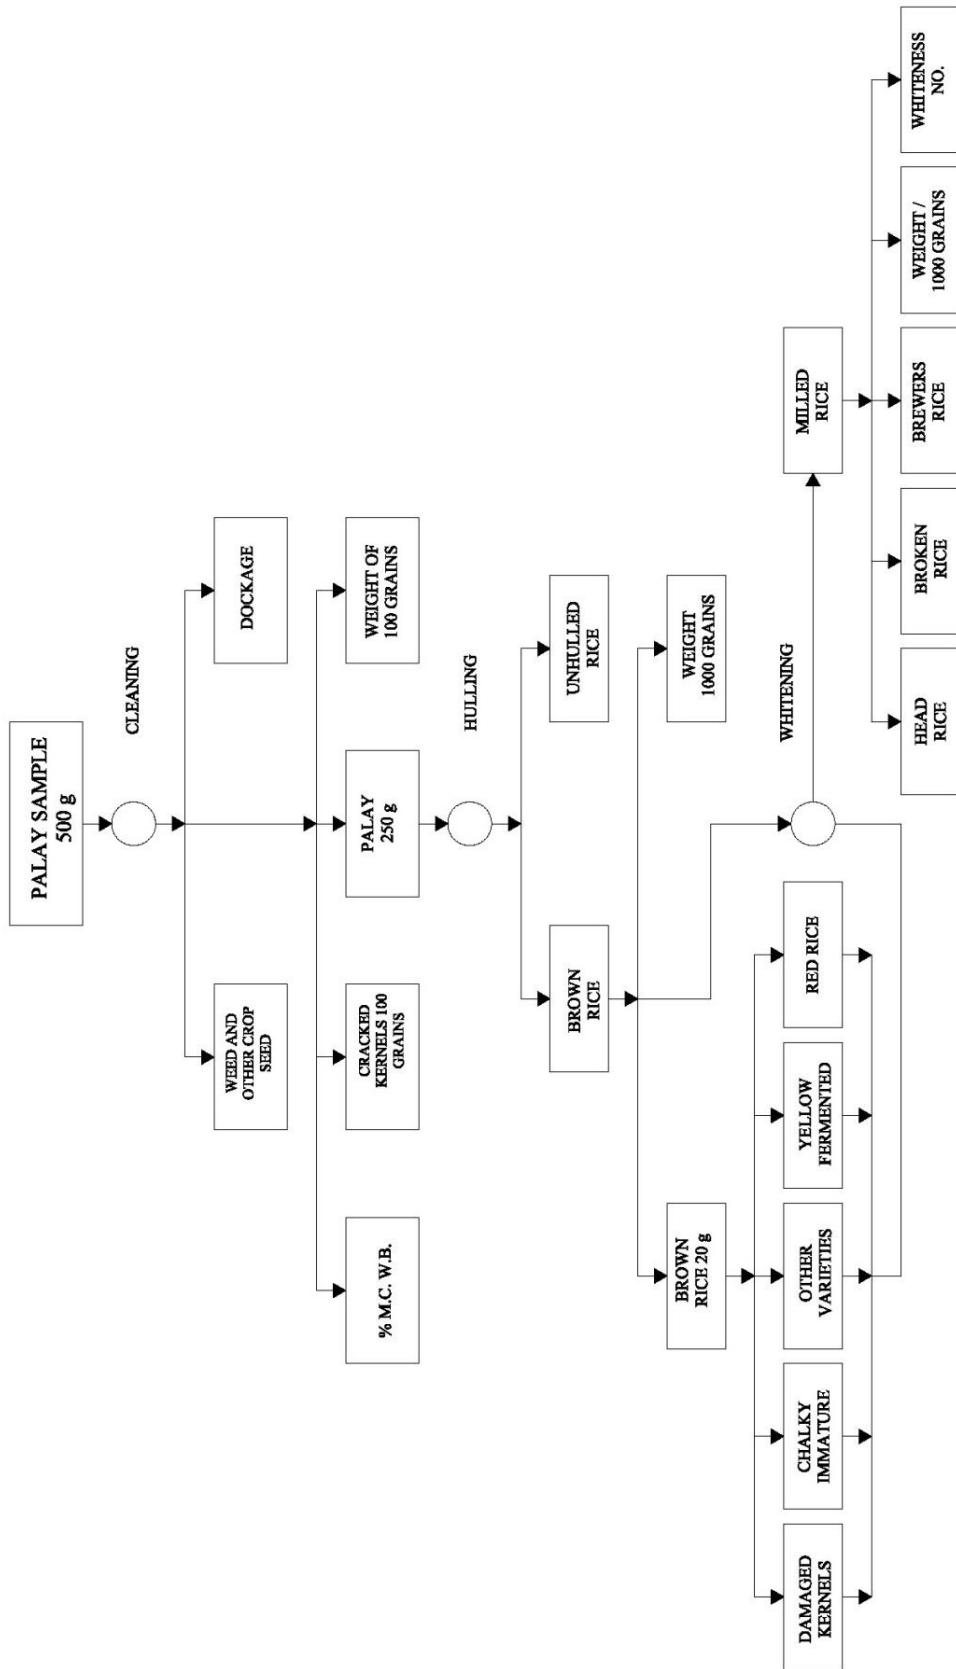 PALAY SAMPLE
500 g
CLEANING
WEED AND
OTHER CROP
SEED
DOCKAGE
% M.C. W.B.
CRACKED
KERNELS 100
GRAINS
PALAY
250 g
WEIGHT OF
100 GRAINS
HULLING
BROWN
RICE
UNHULLED
RICE
BROWN
RICE 20 g
WEIGHT
1000 GRAINS
DAMAGED
KERNELS
CHALKY
IMMATURE
OTHER
VARIETIES
YELLOW
FERMENTED
RED RICE
WHITENING
MILLED
RICE
HEAD
RICE
BROKEN
RICE
BREWERS
RICE
WEIGHT /
1000 GRAINS
WHITENESS
NO.